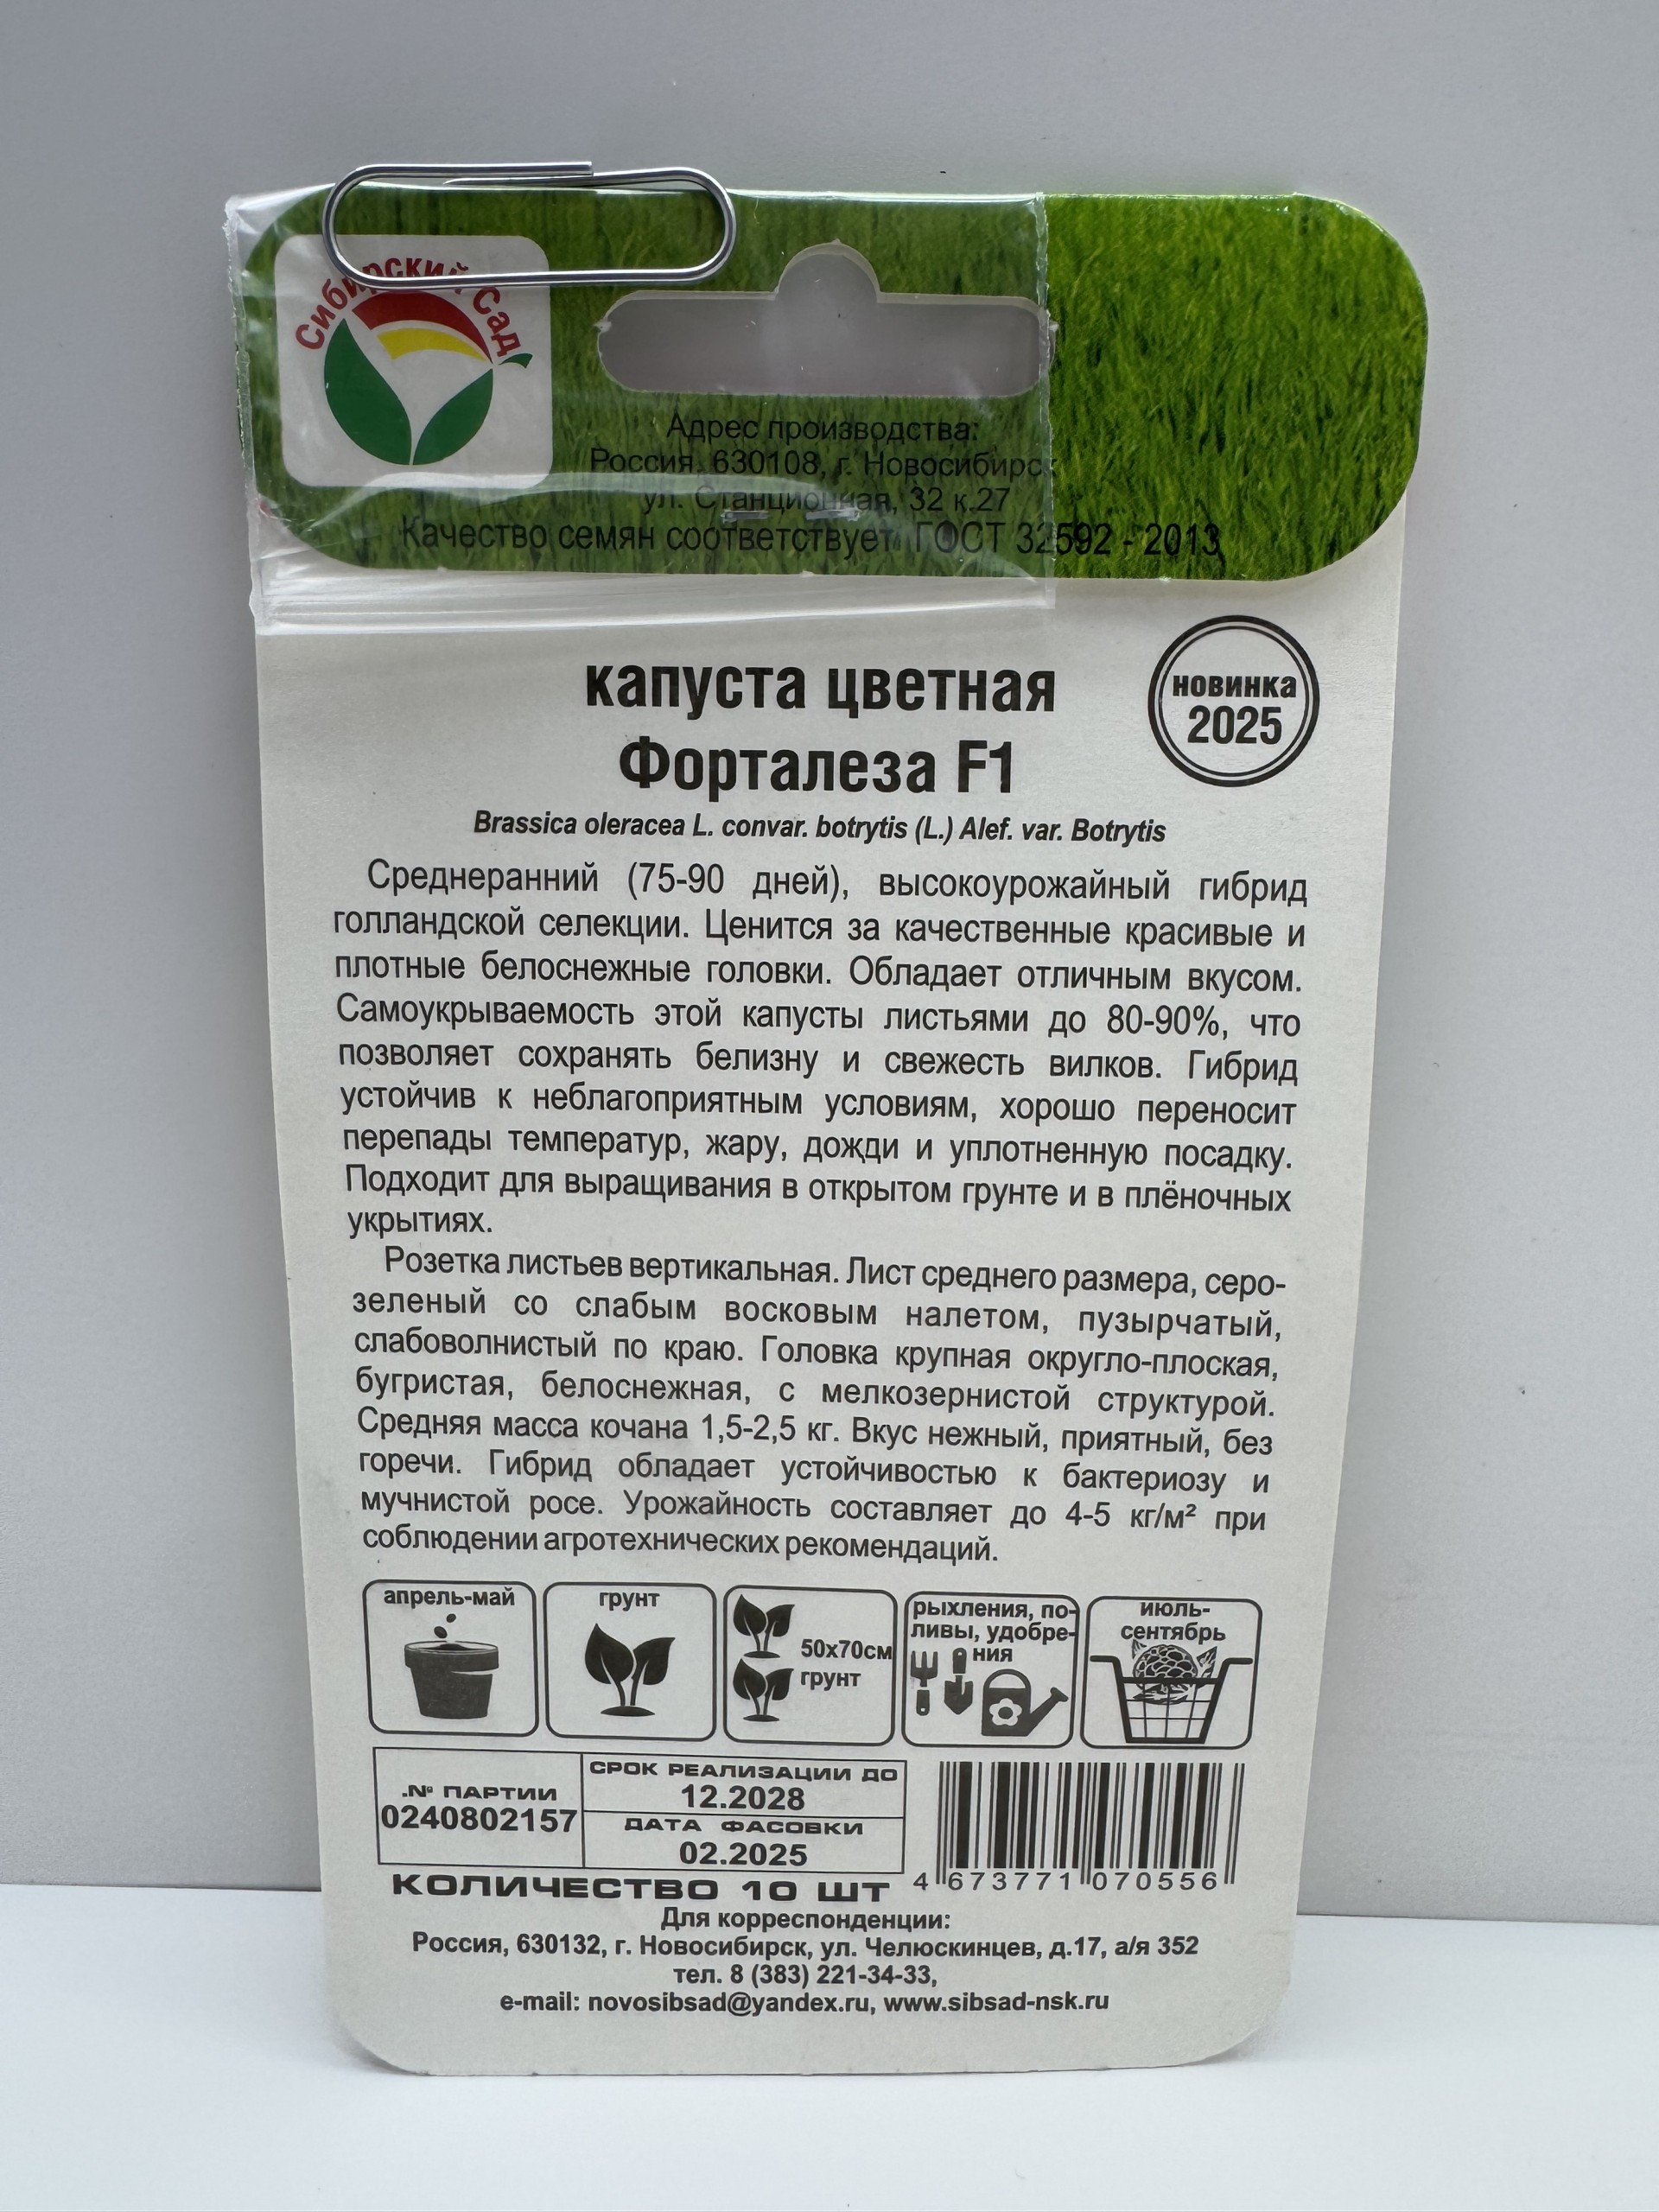 Сибирский Сад
Адрес производства:
Россия, 630108, г. Новосибирск
ул. Станционная, 32 к.27
Качество семян соответствует ГОСТ 32592 - 2013
капуста цветная
Форталеза F1
новинка
2025
Brassica oleracea L. convar. botrytis (L.) Alef. var. Botrytis
Среднеранний (75-90 дней), высокоурожайный гибрид
голландской селекции. Ценится за качественные красивые и
плотные белоснежные головки. Обладает отличным вкусом.
Самоукрываемость этой капусты листьями до 80-90%, что
позволяет сохранять белизну и свежесть вилков. Гибрид
устойчив к неблагоприятным условиям, хорошо переносит
перепады температур, жару, дожди и уплотненную посадку.
Подходит для выращивания в открытом грунте и в плёночных
укрытиях.
Розетка листьев вертикальная. Лист среднего размера, серо-
зеленый со слабым восковым налетом, пузырчатый,
слабоволнистый по краю. Головка крупная округло-плоская,
бугристая, белоснежная, с мелкозернистой структурой.
Средняя масса кочана 1,5-2,5 кг. Вкус нежный, приятный, без
горечи. Гибрид обладает устойчивостью к бактериозу и
мучнистой росе. Урожайность составляет до 4-5 кг/м² при
соблюдении агротехнических рекомендаций.
апрель-май
грунт
50х70см
грунт
рыхления, по-
ливы, удобре-
ния
июль-
сентябрь
.№ ПАРТИИ
0240802157
СРОК РЕАЛИЗАЦИИ ДО
12.2028
ДАТА ФАСОВКИ
02.2025
КОЛИЧЕСТВО 10 ШТ
4 673771 070556
Для корреспонденции:
Россия, 630132, г. Новосибирск, ул. Челюскинцев, д.17, а/я 352
тел. 8 (383) 221-34-33,
e-mail: novosibsad@yandex.ru, www.sibsad-nsk.ru